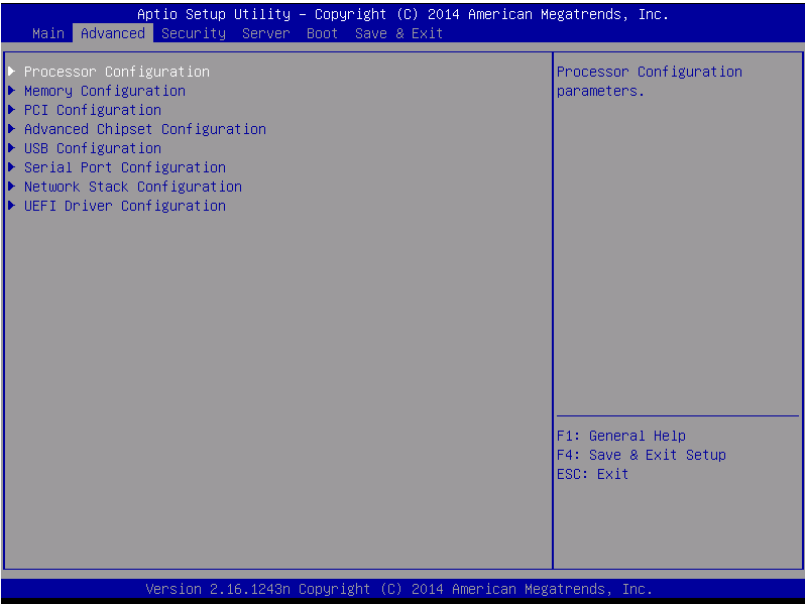 Aptio Setup Utility – Copyright (C) 2014 American Megatrends, Inc.
Main Advanced Security Server Boot Save & Exit
Processor Configuration
Memory Configuration
PCI Configuration
Advanced Chipset Configuration
USB Configuration
Serial Port Configuration
Network Stack Configuration
UEFI Driver Configuration
Processor Configuration
parameters.
F1: General Help
F4: Save & Exit Setup
ESC: Exit
Version 2.16.1243n Copyright (C) 2014 American Megatrends, Inc.